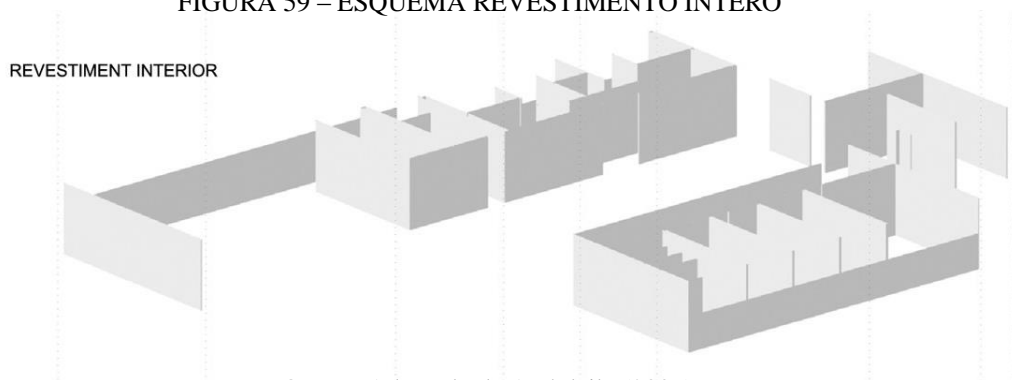 FIGURA 59 – ESQUEMA REVESTIMENTO INTERO
REVESTIMENT INTERIOR